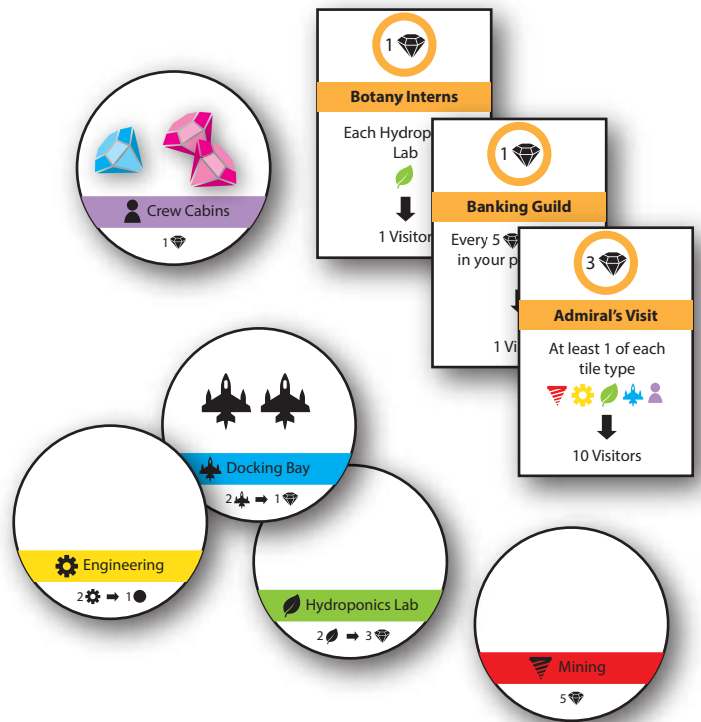 1
Botany Interns
Each Hydrop
Lab
1 Visitor
1
Banking Guild
Every 5
in your p
1 Vi
3
Admiral's Visit
At least 1 of each
tile type
10 Visitors
Crew Cabins
1
Docking Bay
2 1
Engineering
2 1
Hydroponics Lab
2 3
Mining
5